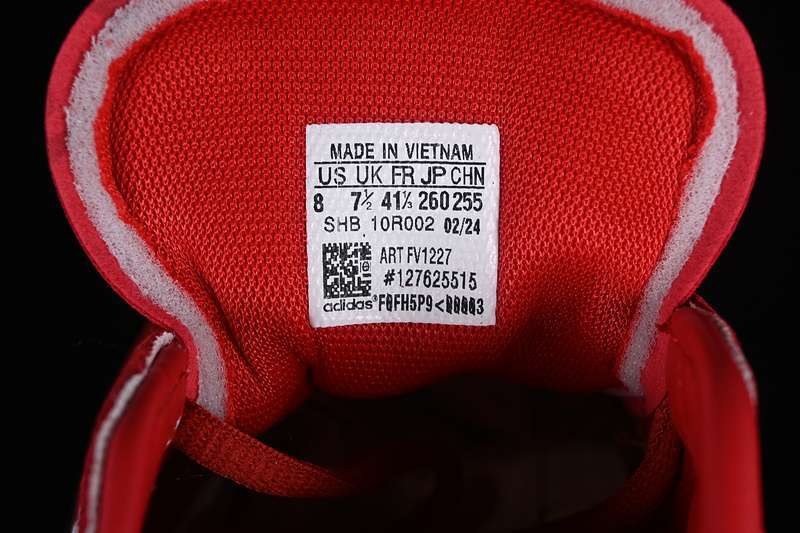 MADE IN VIETNAM
US UK FR JP CHN
8 7½ 41⅓ 260 255
SHB 10R002 02/24
ART FV1227
#127625515
adidas®